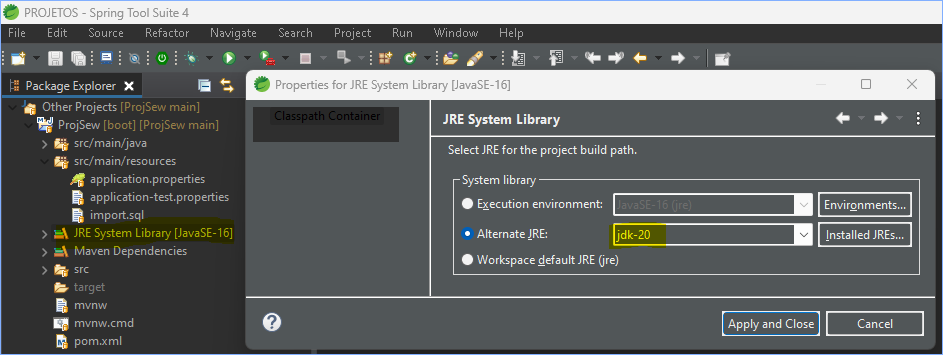 PROJETOS - Spring Tool Suite 4
File Edit Source Refactor Navigate Search Project Run Window Help
Package Explorer
Other Projects [ProjSew main]
ProjSew [boot] [ProjSew main]
src/main/java
src/main/resources
application.properties
application-test.properties
import.sql
JRE System Library [JavaSE-16]
Maven Dependencies
src
target
mvnw
mvnw.cmd
pom.xml
Properties for JRE System Library [JavaSE-16]
Classpath Container
JRE System Library
Select JRE for the project build path.
System library
Execution environment: JavaSE-16 (jre) Environments...
Alternate JRE: jdk-20 Installed JREs...
Workspace default JRE (jre)
Apply and Close Cancel